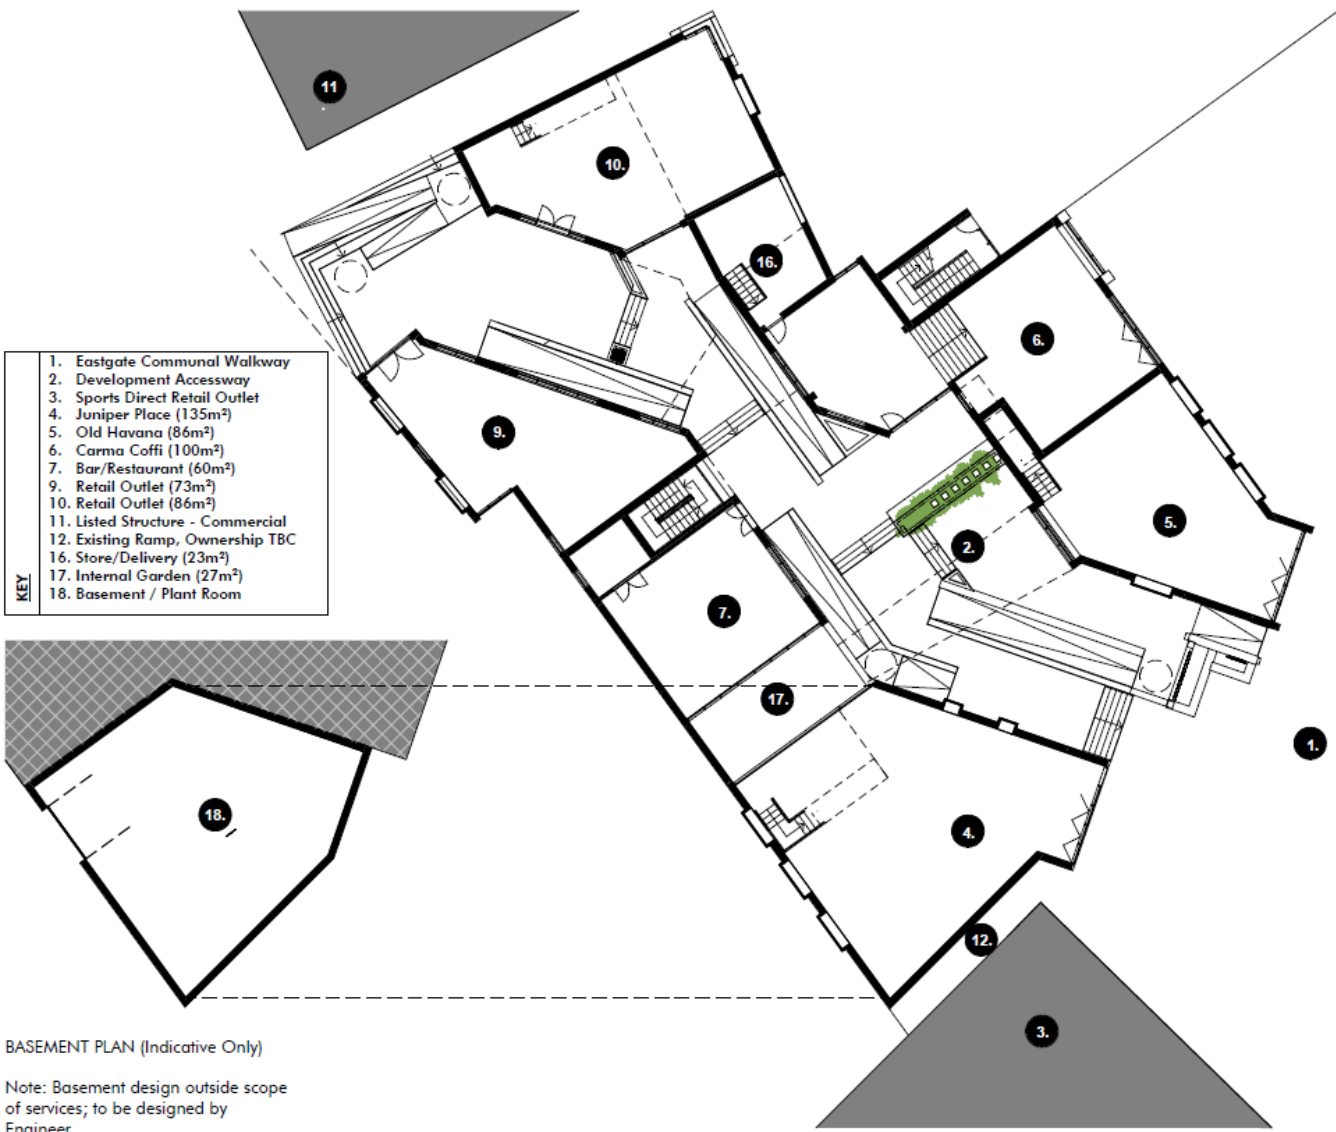 11
10.
16.
6.
9.
5.
2.
7.
17.
1.
4.
12.
3.
18.
KEY
1. Eastgate Communal Walkway
2. Development Accessway
3. Sports Direct Retail Outlet
4. Juniper Place (135m²)
5. Old Havana (86m²)
6. Carma Coffi (100m²)
7. Bar/Restaurant (60m²)
9. Retail Outlet (73m²)
10. Retail Outlet (86m²)
11. Listed Structure - Commercial
12. Existing Ramp, Ownership TBC
16. Store/Delivery (23m²)
17. Internal Garden (27m²)
18. Basement / Plant Room
BASEMENT PLAN (Indicative Only)
Note: Basement design outside scope
of services; to be designed by
Engineer